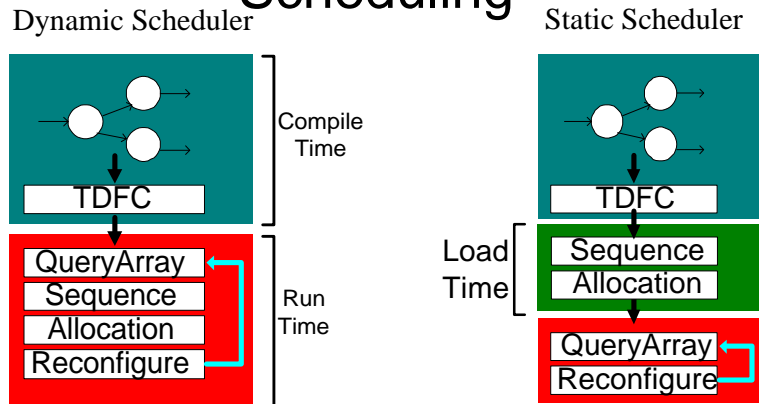 Scheduling
Dynamic Scheduler
Compile
Time
TDFC
QueryArray
Sequence
Allocation
Reconfigure
Run
Time
Static Scheduler
TDFC
Load
Time
Sequence
Allocation
QueryArray
Reconfigure